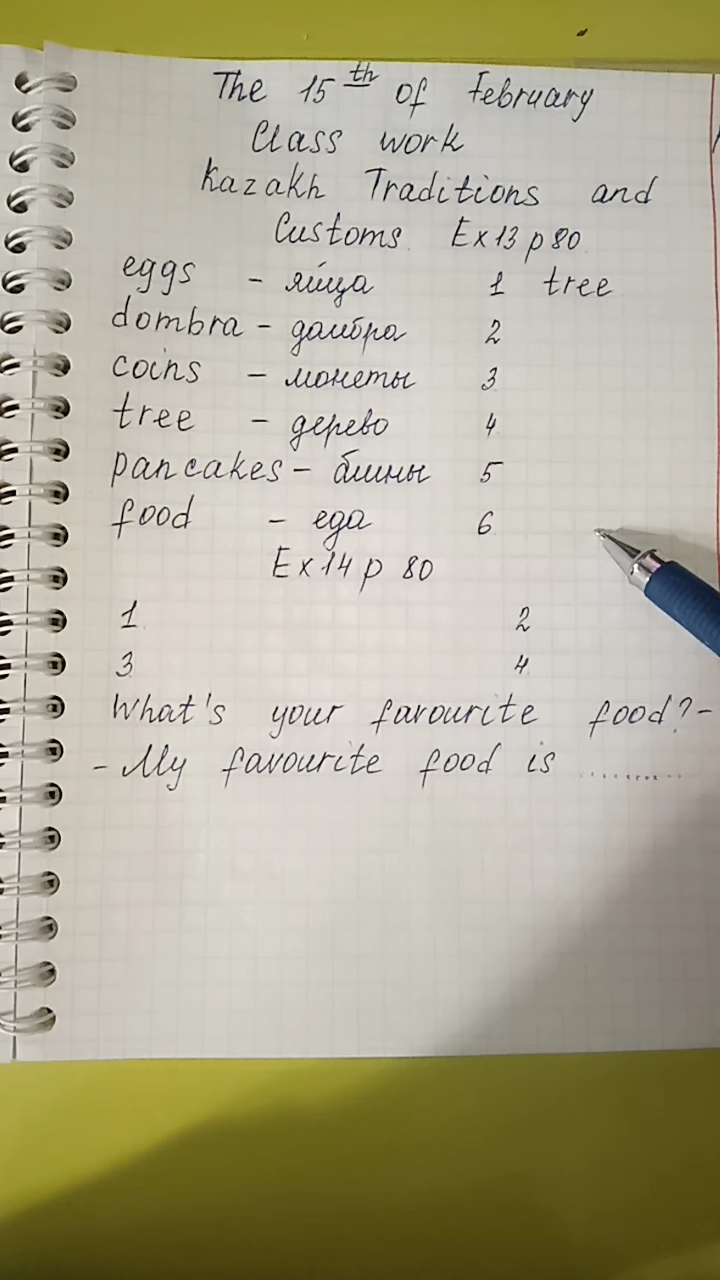 The 15th of February
Class work
Kazakh Traditions and
Customs Ex 13 p 80
eggs - яйца 1 tree
dombra - домбра 2
coins - монеты 3
tree - дерево 4
pancakes - блины 5
food - еда 6
Ex 14 p 80
1 2
3 4
What's your favourite food? -
- My favourite food is ..........